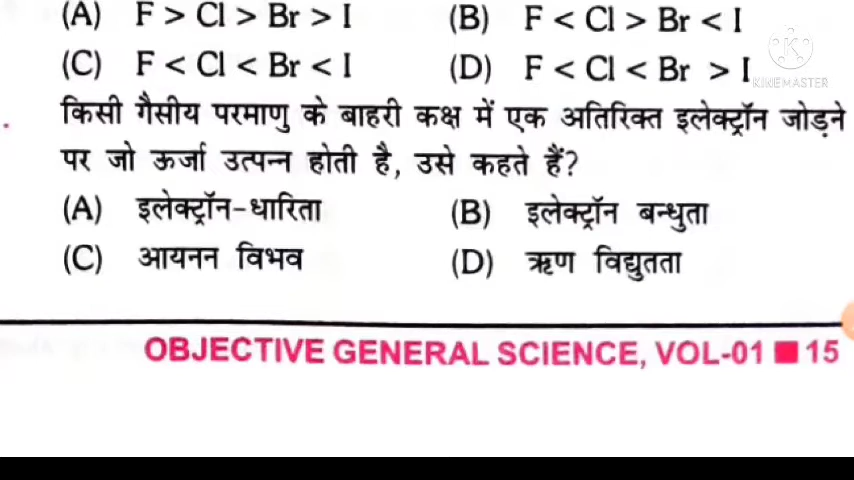 (A) F > Cl > Br > I (B) F < Cl > Br < I
(C) F < Cl < Br < I (D) F < Cl < Br > I
KINEMASTER
किसी गैसीय परमाणु के बाहरी कक्ष में एक अतिरिक्त इलेक्ट्रॉन जोड़ने
पर जो ऊर्जा उत्पन्न होती है, उसे कहते हैं?
(A) इलेक्ट्रॉन-धारिता (B) इलेक्ट्रॉन बन्धुता
(C) आयनन विभव (D) ऋण विद्युतता
OBJECTIVE GENERAL SCIENCE, VOL-01 ■ 15